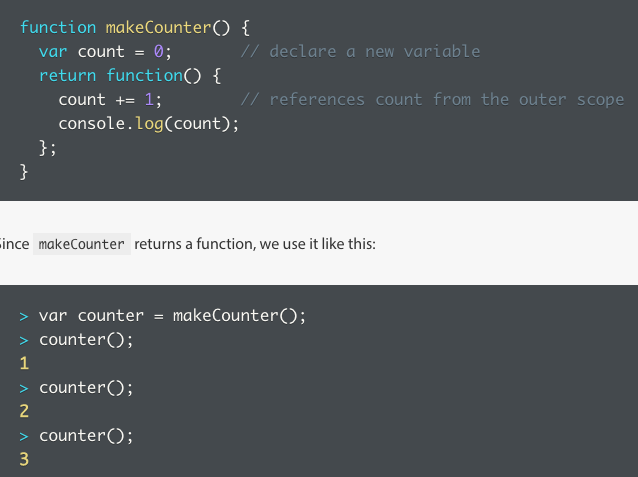 function makeCounter() {
var count = 0; // declare a new variable
return function() {
count += 1; // references count from the outer scope
console.log(count);
};
}
Since makeCounter returns a function, we use it like this:
> var counter = makeCounter();
> counter();
1
> counter();
2
> counter();
3